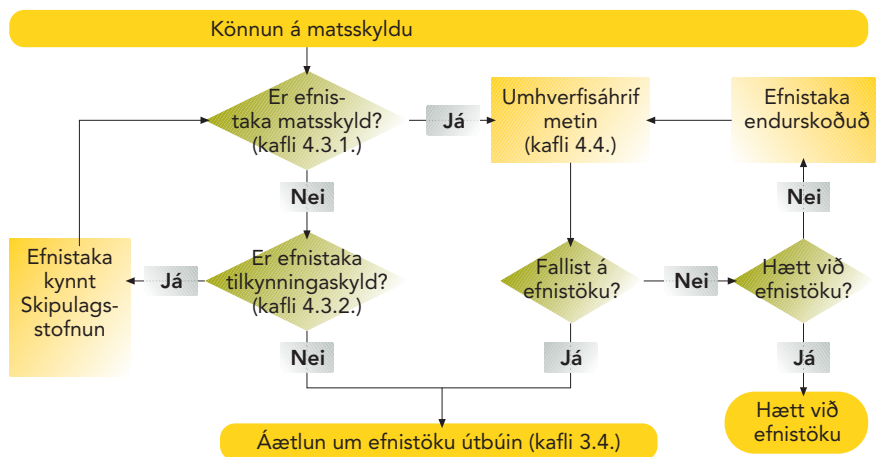 Könnun á matsskyldu
Er efnis-
taka matsskyld?
(kafli 4.3.1.)
Já
Umhverfisáhrif
metin
(kafli 4.4.)
Efnistaka
endurskoðuð
Nei
Nei
Efnistaka
kynnt
Skipulags-
stofnun
Já
Er efnistaka
tilkynningaskyld?
(kafli 4.3.2.)
Fallist á
efnistöku?
Nei
Hætt við
efnistöku?
Nei
Já
Já
Áætlun um efnistöku útbúin (kafli 3.4.)
Hætt við
efnistöku